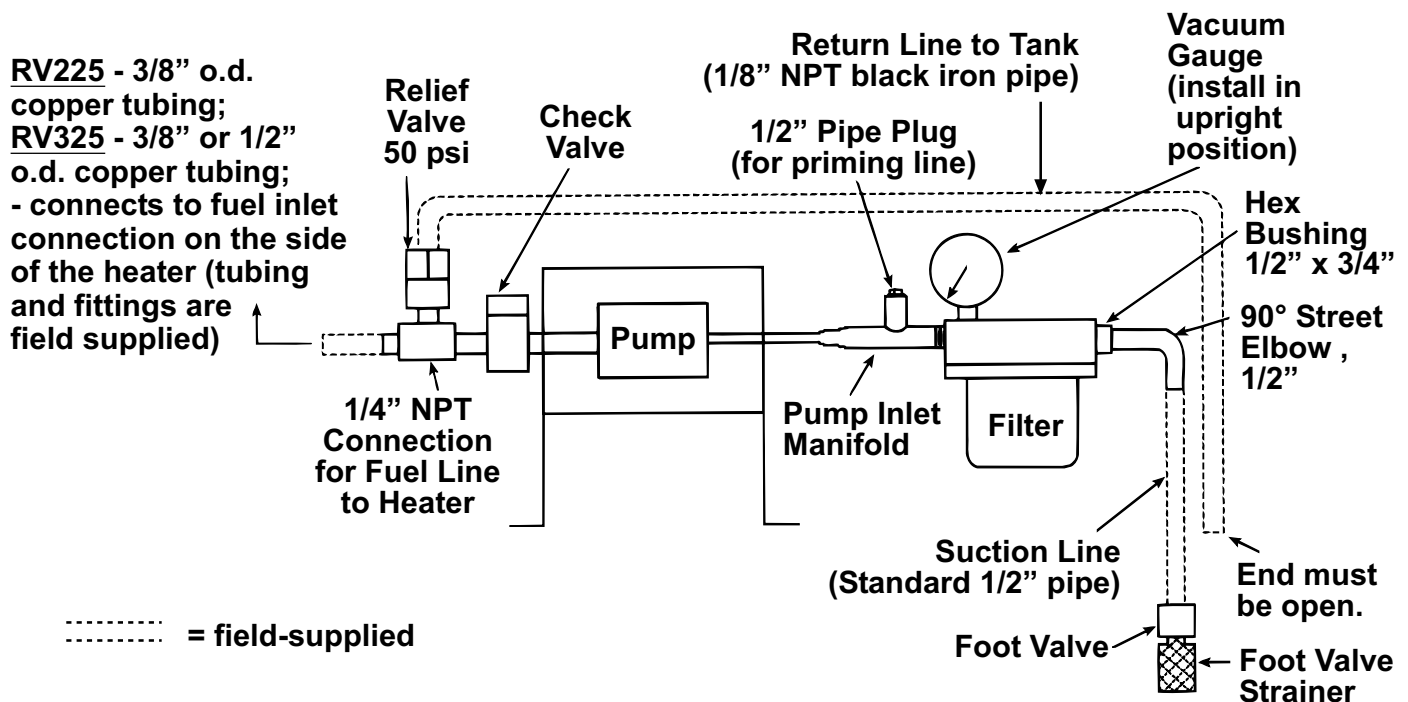 RV225 - 3/8” o.d.
copper tubing;
RV325 - 3/8” or 1/2”
o.d. copper tubing;
- connects to fuel inlet
connection on the side
of the heater (tubing
and fittings are
field supplied)
Relief
Valve
50 psi
Check
Valve
Return Line to Tank
(1/8” NPT black iron pipe)
1/2” Pipe Plug
(for priming line)
Vacuum
Gauge
(install in
upright
position)
Hex
Bushing
1/2” x 3/4”
90° Street
Elbow ,
1/2”
Pump
1/4” NPT
Connection
for Fuel Line
to Heater
Pump Inlet
Manifold
Filter
Suction Line
(Standard 1/2” pipe)
End must
be open.
Foot Valve
Foot Valve
Strainer
= field-supplied